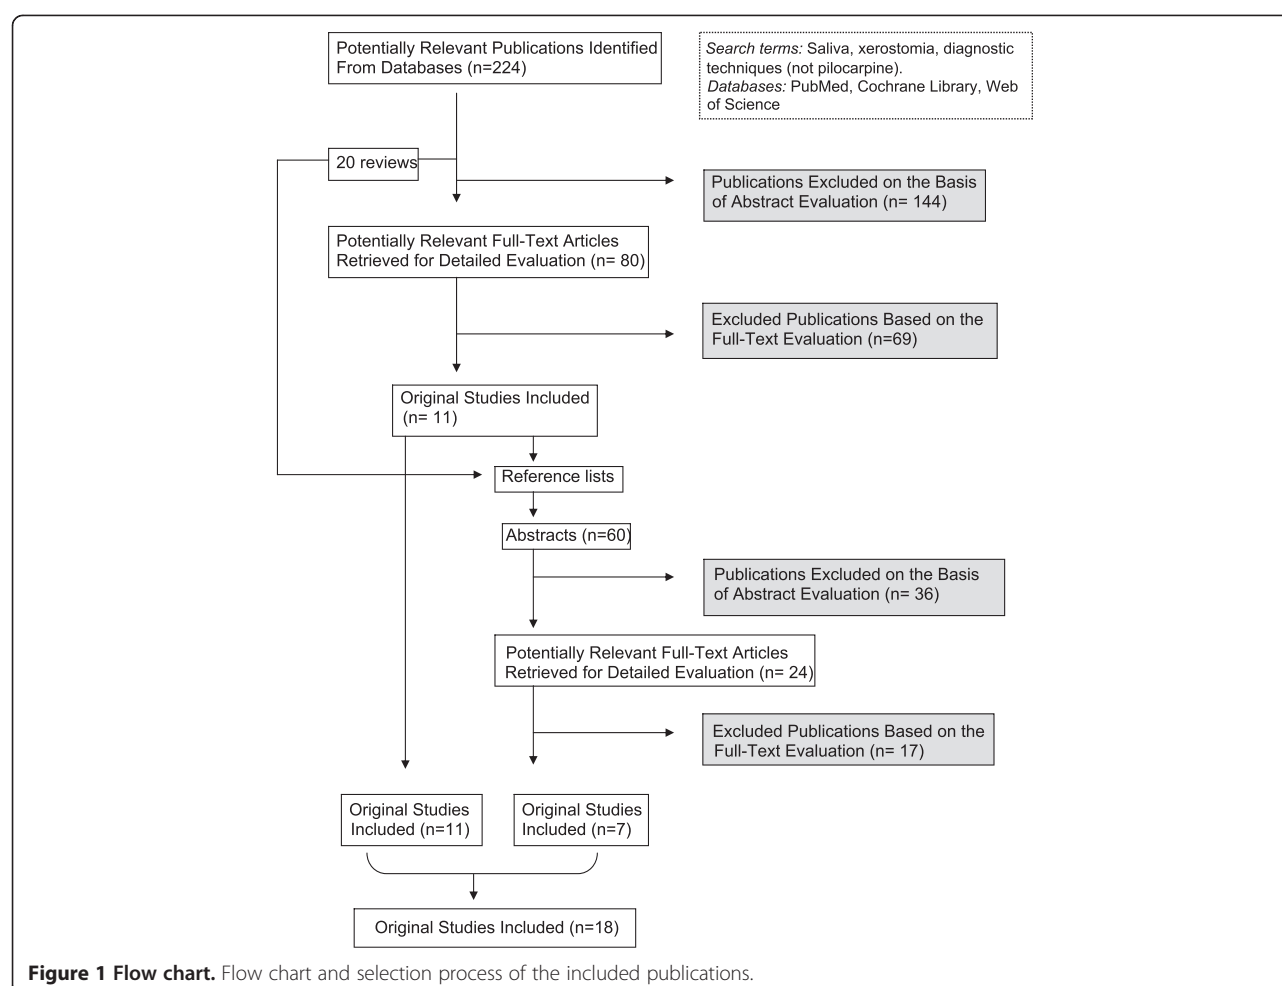 Potentially Relevant Publications Identified
From Databases (n=224)
Search terms: Saliva, xerostomia, diagnostic
techniques (not pilocarpine).
Databases: PubMed, Cochrane Library, Web
of Science
20 reviews
Publications Excluded on the Basis
of Abstract Evaluation (n= 144)
Potentially Relevant Full-Text Articles
Retrieved for Detailed Evaluation (n= 80)
Excluded Publications Based on the
Full-Text Evaluation (n=69)
Original Studies Included
(n= 11)
Reference lists
Abstracts (n=60)
Publications Excluded on the Basis
of Abstract Evaluation (n= 36)
Potentially Relevant Full-Text Articles
Retrieved for Detailed Evaluation (n= 24)
Excluded Publications Based on the
Full-Text Evaluation (n= 17)
Original Studies
Included (n=11)
Original Studies
Included (n=7)
Original Studies Included (n=18)
Figure 1 Flow chart. Flow chart and selection process of the included publications.